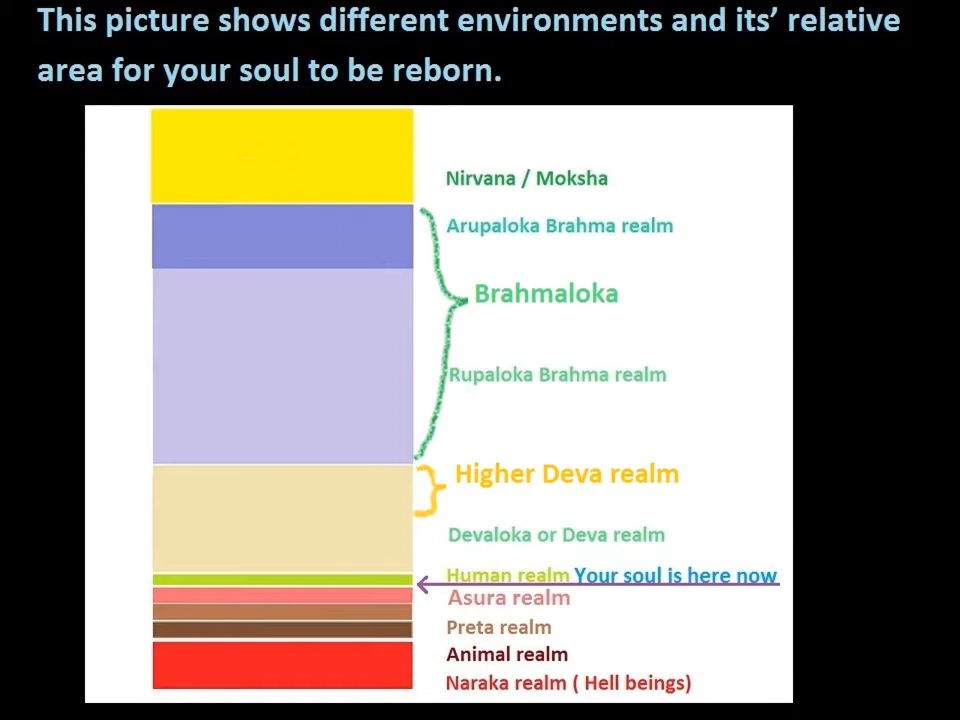 This picture shows different environments and its’ relative
area for your soul to be reborn.
Nirvana / Moksha
Arupaloka Brahma realm
Brahmaloka
Rupaloka Brahma realm
Higher Deva realm
Devaloka or Deva realm
Human realm Your soul is here now
Asura realm
Preta realm
Animal realm
Naraka realm ( Hell beings)